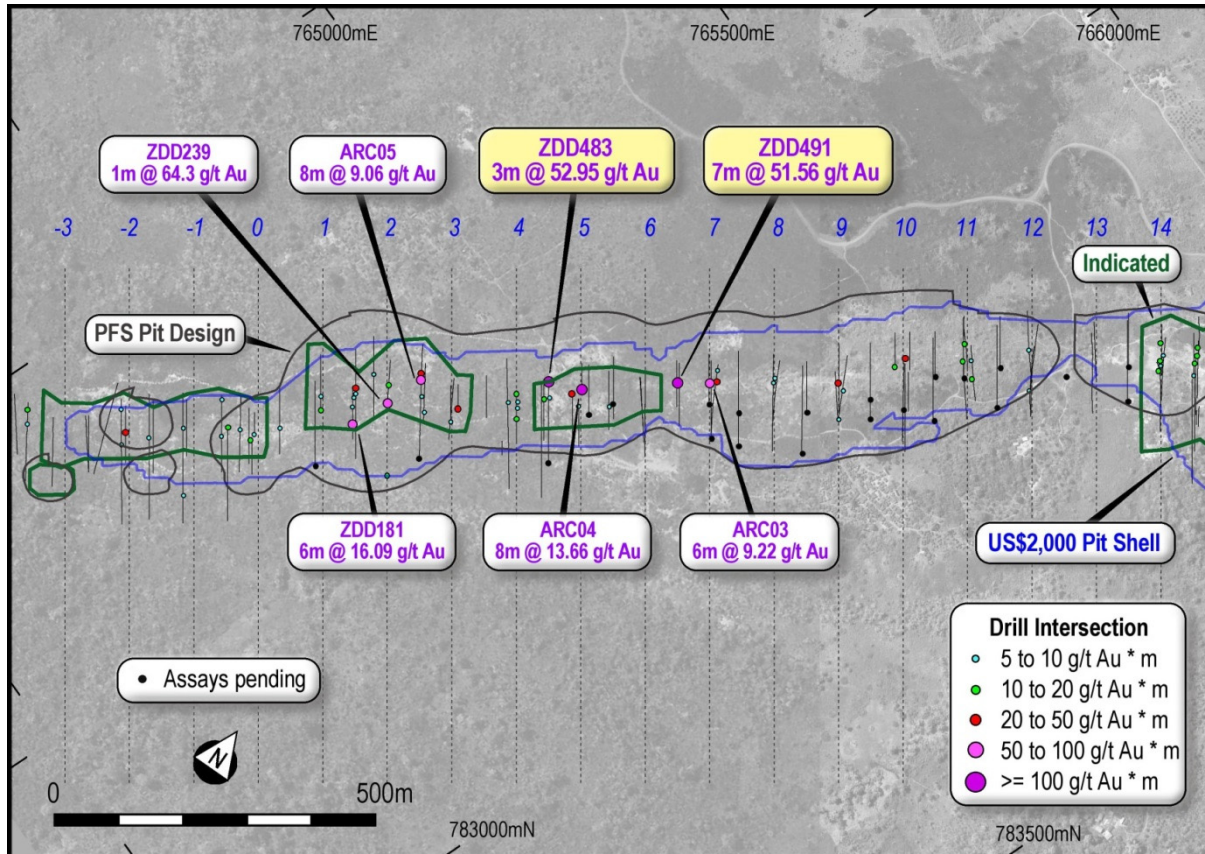 765000mE
765500mE
766000mE
ZDD239
1m @ 64.3 g/t Au
ARC05
8m @ 9.06 g/t Au
ZDD483
3m @ 52.95 g/t Au
ZDD491
7m @ 51.56 g/t Au
-3 -2 -1 0 1 2 3 4 5 6 7 8 9 10 11 12 13 14
Indicated
PFS Pit Design
ZDD181
6m @ 16.09 g/t Au
ARC04
8m @ 13.66 g/t Au
ARC03
6m @ 9.22 g/t Au
US$2,000 Pit Shell
Assays pending
Drill Intersection
5 to 10 g/t Au * m
10 to 20 g/t Au * m
20 to 50 g/t Au * m
50 to 100 g/t Au * m
>= 100 g/t Au * m
N
0 500m
783000mN
783500mN